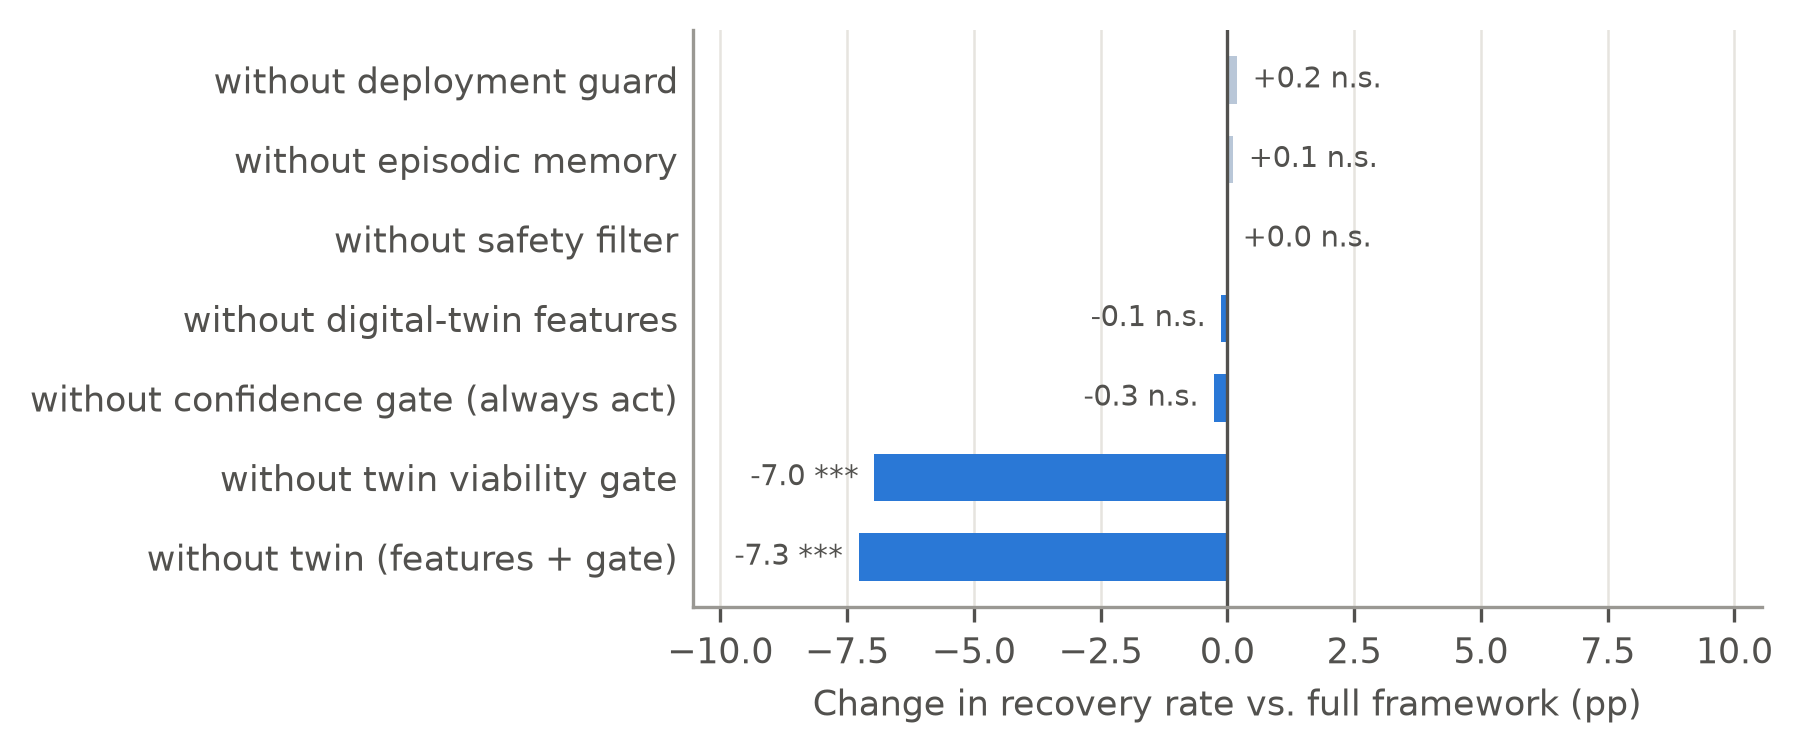 without deployment guard +0.2 n.s.
without episodic memory +0.1 n.s.
without safety filter +0.0 n.s.
without digital-twin features -0.1 n.s.
without confidence gate (always act) -0.3 n.s.
without twin viability gate -7.0 ***
without twin (features + gate) -7.3 ***
−10.0 −7.5 −5.0 −2.5 0.0 2.5 5.0 7.5 10.0
Change in recovery rate vs. full framework (pp)